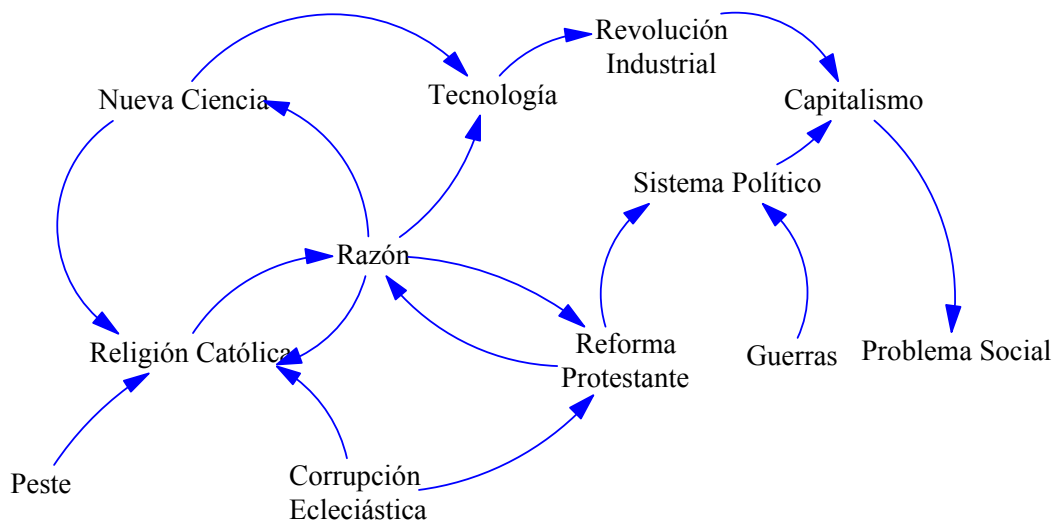 Revolución
Industrial
Nueva Ciencia
Tecnología
Capitalismo
Sistema Político
Razón
Religión Católica
Reforma
Protestante
Guerras
Problema Social
Peste
Corrupción
Ecleciástica